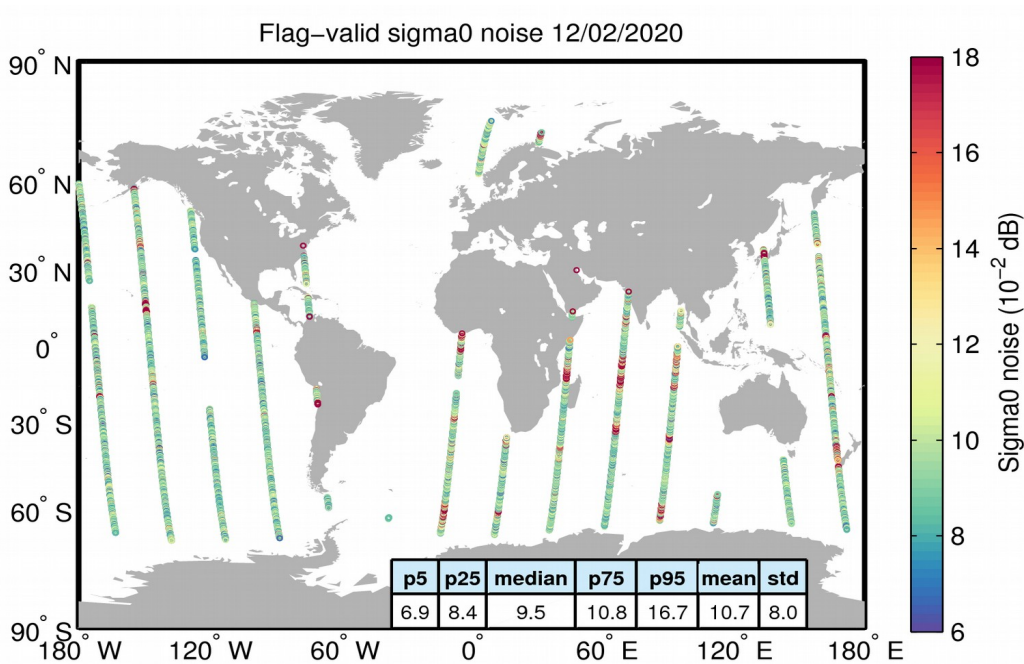 Flag−valid sigma0 noise 12/02/2020
90° N
60° N
30° N
0°
30° S
60° S
90° S
180° W
120° W
60° W
0°
60° E
120° E
180° E
p5 p25 median p75 p95 mean std
6.9 8.4 9.5 10.8 16.7 10.7 8.0
18
16
14
12
10
8
6
Sigma0 noise (10⁻² dB)